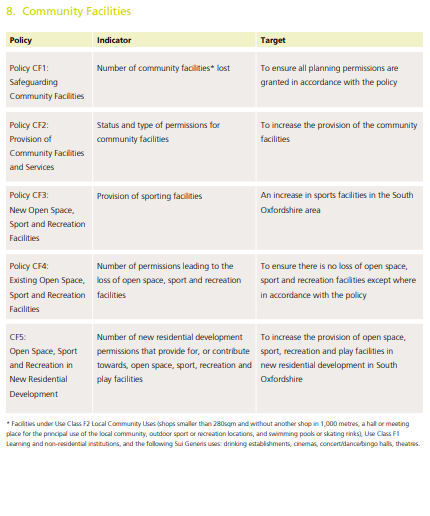 8. Community Facilities
Policy Indicator Target
Policy CF1:
Safeguarding
Community Facilities
Number of community facilities* lost
To ensure all planning permissions are
granted in accordance with the policy
Policy CF2:
Provision of
Community Facilities
and Services
Status and type of permissions for
community facilities
To increase the provision of the community
facilities
Policy CF3:
New Open Space,
Sport and Recreation
Facilities
Provision of sporting facilities
An increase in sports facilities in the South
Oxfordshire area
Policy CF4:
Existing Open Space,
Sport and Recreation
Facilities
Number of permissions leading to the
loss of open space, sport and recreation
facilities
To ensure there is no loss of open space,
sport and recreation facilities except where
in accordance with the policy
CF5:
Open Space, Sport
and Recreation in
New Residential
Development
Number of new residential development
permissions that provide for, or contribute
towards, open space, sport, recreation and
play facilities
To increase the provision of open space,
sport, recreation and play facilities in
new residential development in South
Oxfordshire
* Facilities under Use Class F2 Local Community Uses (shops smaller than 280sqm and without another shop in 1,000 metres, a hall or meeting
place for the principal use of the local community, outdoor sport or recreation locations, and swimming pools or skating rinks), Use Class F1
Learning and non-residential institutions, and the following Sui Generis uses: drinking establishments, cinemas, concert/dance/bingo halls, theatres.